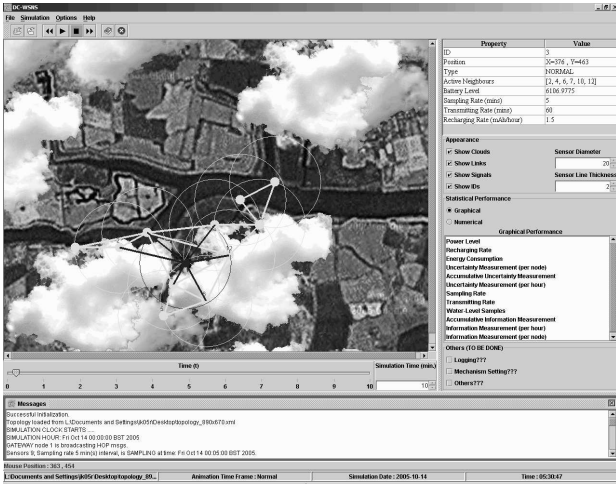 DC-WSNS
File Simulation Options Help
Property Value
ID 3
Position X=376 , Y=463
Type NORMAL
Active Neighbours [2, 4, 6, 7, 10, 12]
Battery Level 6106.9775
Sampling Rate (mins) 5
Transmitting Rate (mins) 60
Recharging Rate (mAh/hour) 1.5
Appearance
Show Clouds Sensor Diameter
Show Links 20
Show Signals Sensor Line Thickness
Show IDs 2
Statistical Performance
Graphical
Numerical
Graphical Performance
Power Level
Recharging Rate
Energy Consumption
Uncertainty Measurement (per node)
Accumulative Uncertainty Measurement
Uncertainty Measurement (per hour)
Sampling Rate
Transmitting Rate
Water-Level Samples
Accumulative Information Measurement
Information Measurement (per hour)
Information Measurement (per node)
Others (TO BE DONE)
Logging???
Mechanism Setting???
Others???
Time (t) Simulation Time (min.)
0 1 2 3 4 5 6 7 8 9 10 10
Messages
Successful Initialization.
Topology loaded from L:\Documents and Settings\jk05r\Desktop\topology_890x670.xml
SIMULATION CLOCK STARTS ....
SIMULATION HOUR: Fri Oct 14 00:00:00 BST 2005
GATEWAY node 1 is broadcasting HOP msgs.
Sensors 9; Sampling rate 5 min(s) interval, is SAMPLING at time: Fri Oct 14 00:05:00 BST 2005.
Mouse Position : 363 , 454
L:\Documents and Settings\jk05r\Desktop\topology_89... Animation Time Frame : Normal Simulation Date : 2005-10-14 Time : 05:30:47